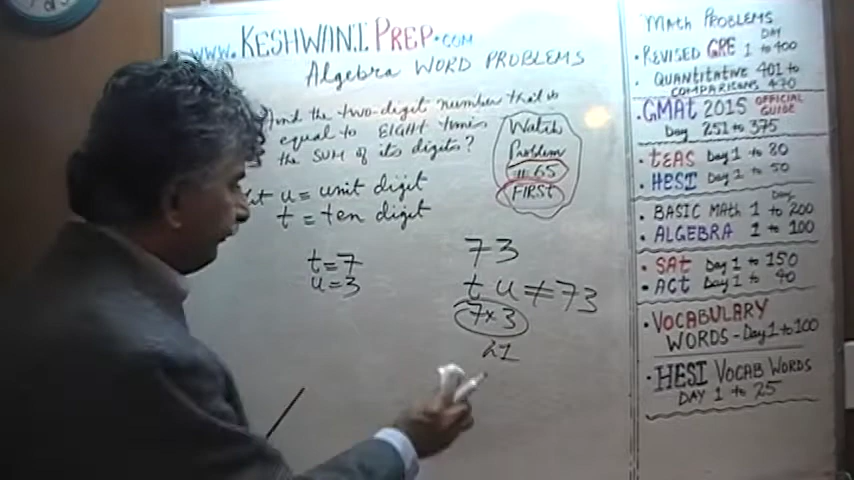 www.KESHWANI PREP.COM
Algebra WORD PROBLEMS
Find the two-digit number that is
equal to EIGHT times
the SUM of its digits?
Watch
Problem
# 65
FIRST
Let u = unit digit
t = ten digit
t = 7
u = 3
73
t u ≠ 73
7 x 3
21
MATH PROBLEMS
DAY
• REVISED GRE 1 to 400
• QUANTITATIVE 401 to
COMPARISONS 470
• GMAT 2015 OFFICIAL GUIDE
Day 251 to 375
• TEAS Day 1 to 80
• HESI Day 1 to 50
Day
• BASIC MATH 1 to 200
• ALGEBRA 1 to 100
• SAT Day 1 to 150
• ACT Day 1 to 90
• VOCABULARY
WORDS - Day 1 to 100
• HESI VOCAB WORDS
DAY 1 to 25